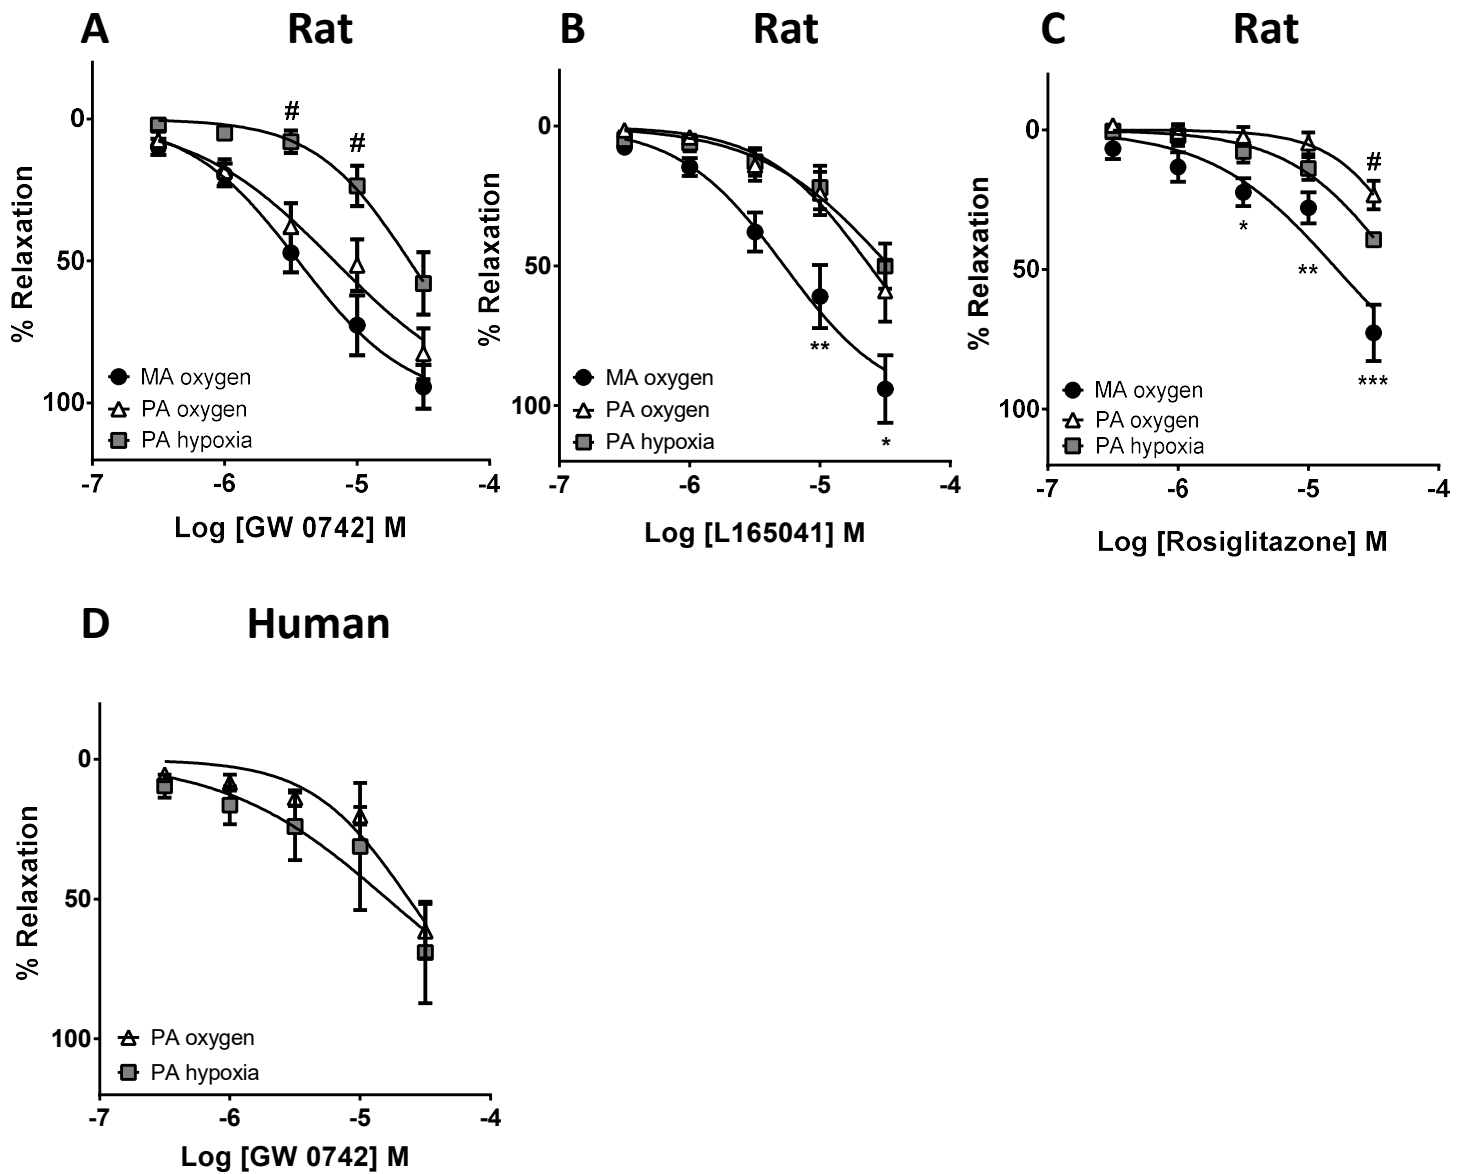 A Rat
# #
0
50
100
% Relaxation
MA oxygen
PA oxygen
PA hypoxia
-7 -6 -5 -4
Log [GW 0742] M
B Rat
0
50
100
% Relaxation
**
*
MA oxygen
PA oxygen
PA hypoxia
-7 -6 -5 -4
Log [L165041] M
C Rat
#
0
50
100
% Relaxation
*
**
***
MA oxygen
PA oxygen
PA hypoxia
-7 -6 -5 -4
Log [Rosiglitazone] M
D Human
0
50
100
% Relaxation
PA oxygen
PA hypoxia
-7 -6 -5 -4
Log [GW 0742] M